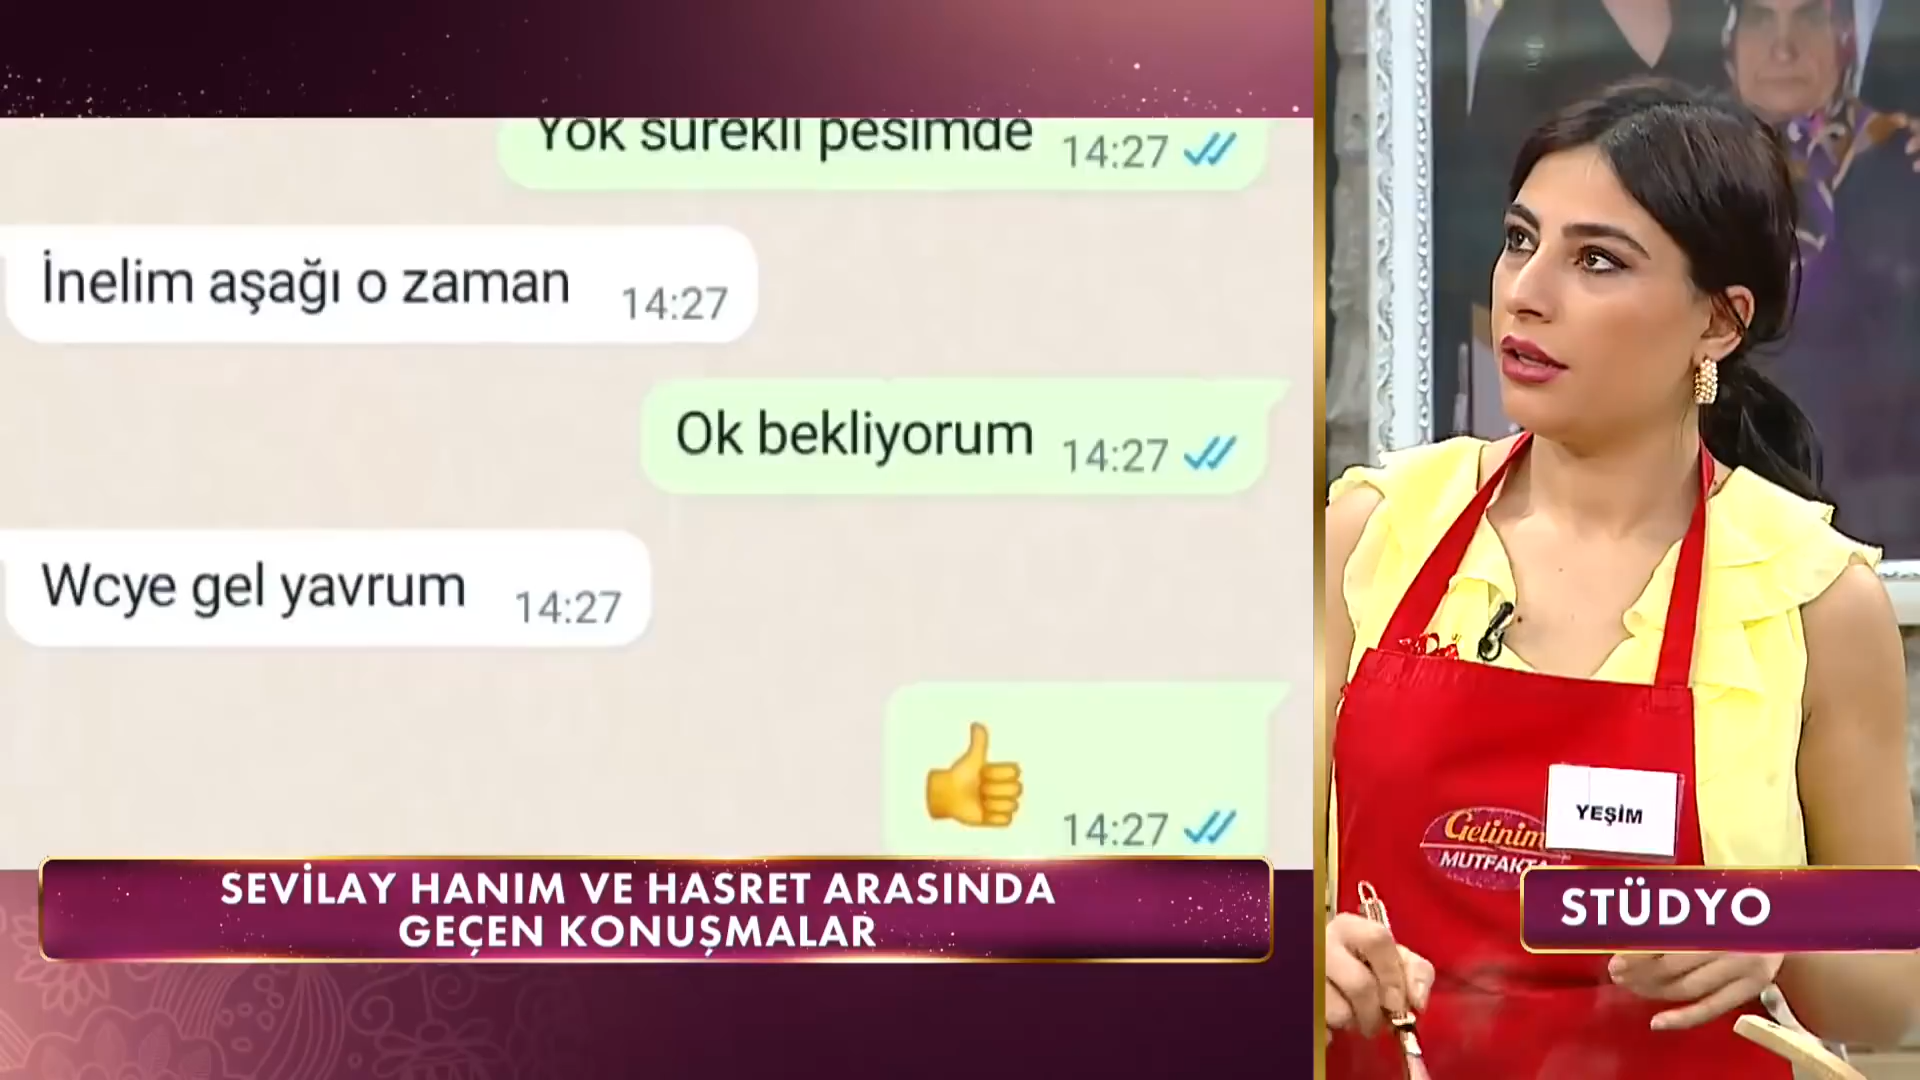 Yok sürekli peşimde 14:27
İnelim aşağı o zaman 14:27
Ok bekliyorum 14:27
Wcye gel yavrum 14:27
14:27
SEVİLAY HANIM VE HASRET ARASINDA
GEÇEN KONUŞMALAR
YEŞİM
Gelinim
MUTFAKTA
STÜDYO